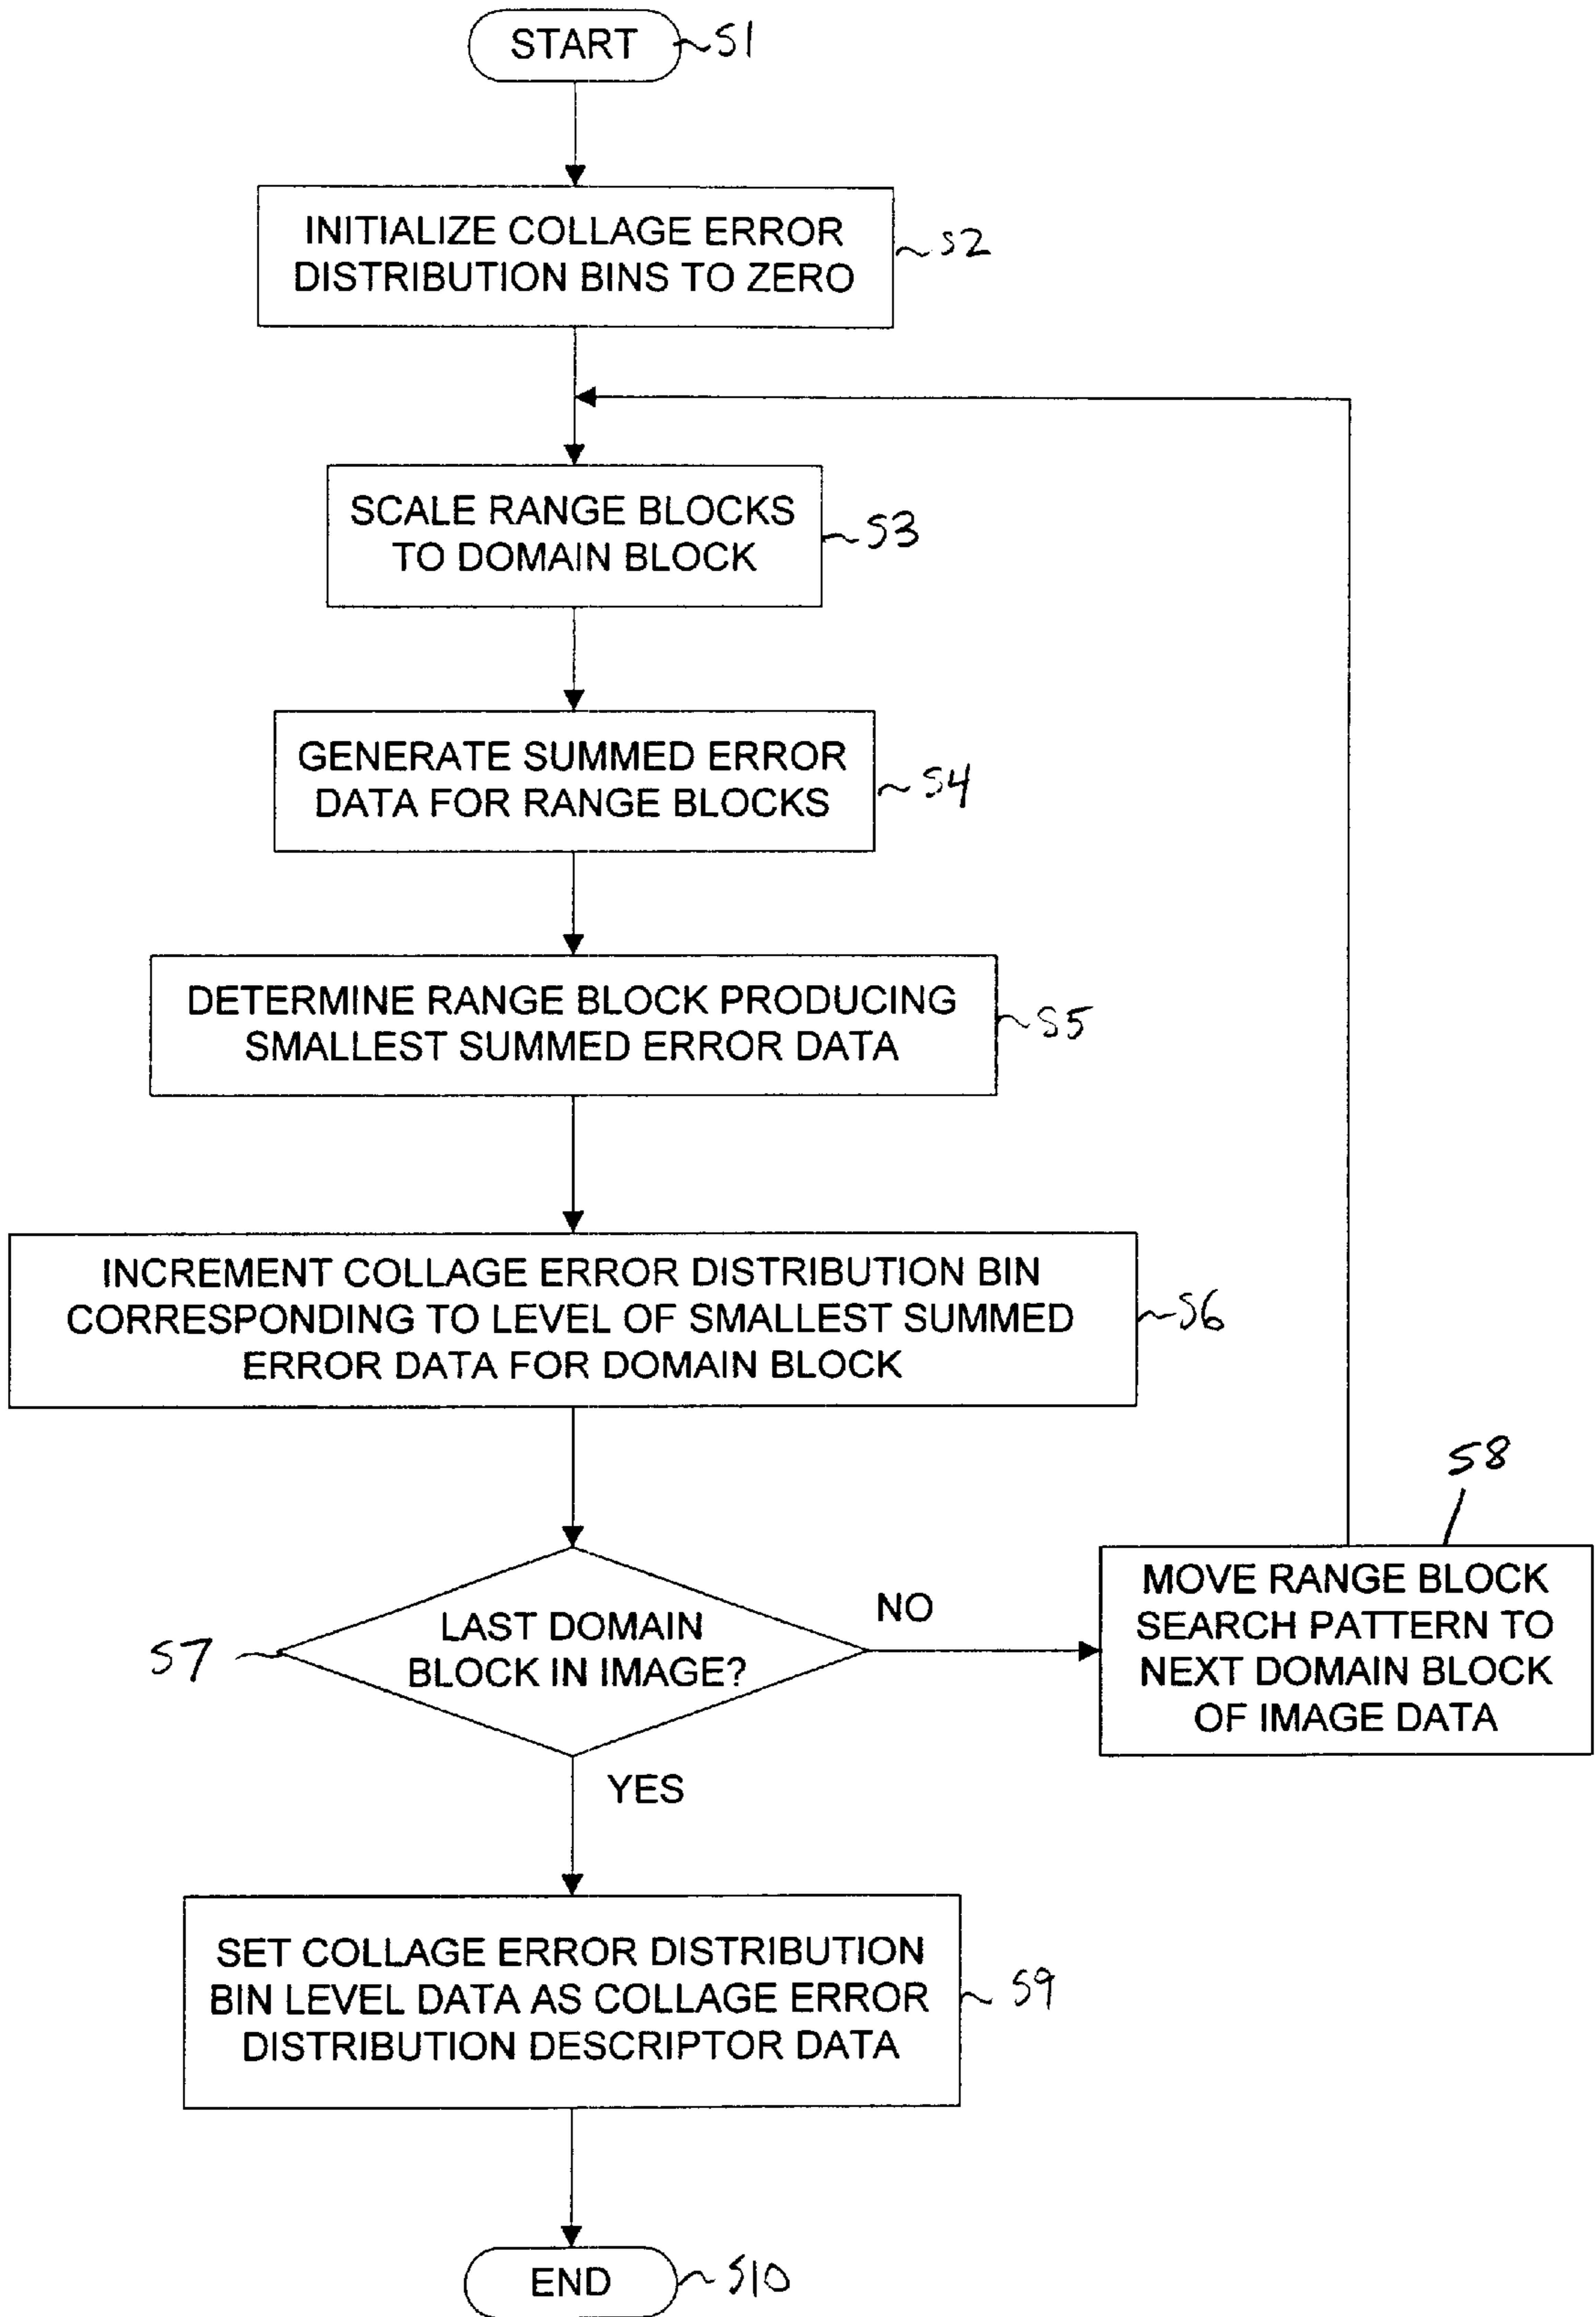 START
S1
INITIALIZE COLLAGE ERROR
DISTRIBUTION BINS TO ZERO
S2
SCALE RANGE BLOCKS
TO DOMAIN BLOCK
S3
GENERATE SUMMED ERROR
DATA FOR RANGE BLOCKS
S4
DETERMINE RANGE BLOCK PRODUCING
SMALLEST SUMMED ERROR DATA
S5
INCREMENT COLLAGE ERROR DISTRIBUTION BIN
CORRESPONDING TO LEVEL OF SMALLEST SUMMED
ERROR DATA FOR DOMAIN BLOCK
S6
LAST DOMAIN
BLOCK IN IMAGE?
S7
NO
MOVE RANGE BLOCK
SEARCH PATTERN TO
NEXT DOMAIN BLOCK
OF IMAGE DATA
S8
YES
SET COLLAGE ERROR DISTRIBUTION
BIN LEVEL DATA AS COLLAGE ERROR
DISTRIBUTION DESCRIPTOR DATA
S9
END
S10